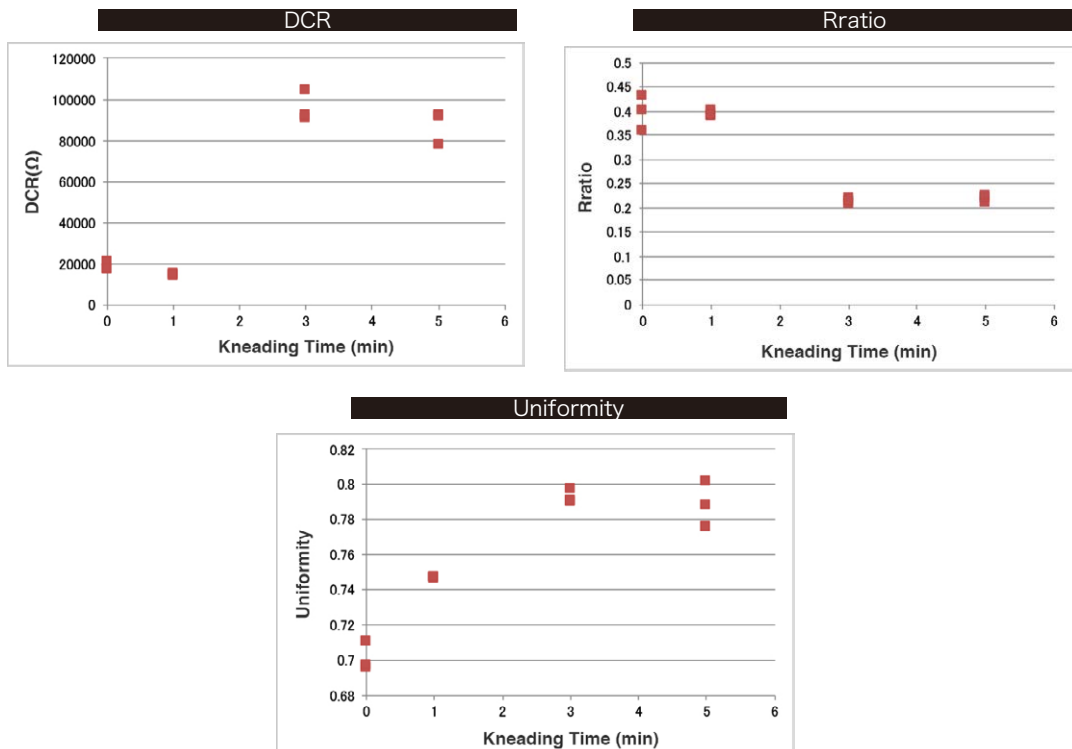 DCR
120000
100000
80000
60000
40000
20000
0
DCR(Ω)
0 1 2 3 4 5 6
Kneading Time (min)
Rratio
0.5
0.45
0.4
0.35
0.3
0.25
0.2
0.15
0.1
0.05
0
Rratio
0 1 2 3 4 5 6
Kneading Time (min)
Uniformity
0.82
0.8
0.78
0.76
0.74
0.72
0.7
0.68
Uniformity
0 1 2 3 4 5 6
Kneading Time (min)